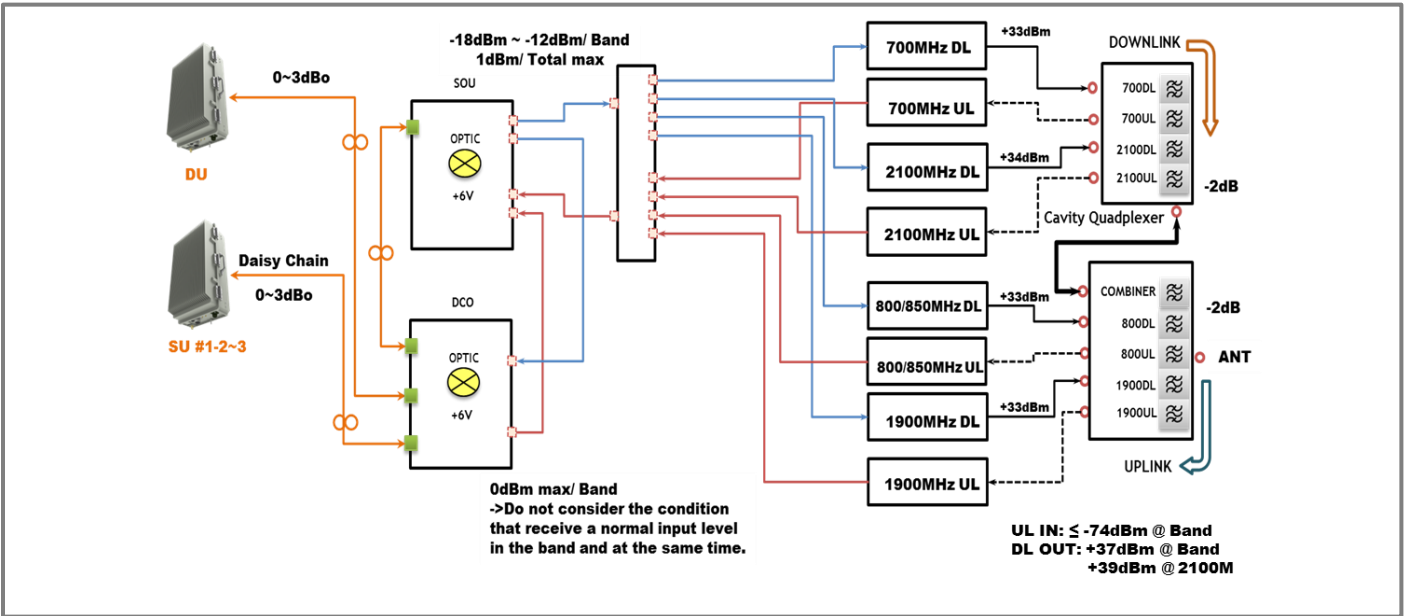 -18dBm ~ -12dBm/ Band
1dBm/ Total max
0~3dBo
DU
Daisy Chain
0~3dBo
SU #1-2~3
SOU
OPTIC
+6V
DCO
OPTIC
+6V
0dBm max/ Band
->Do not consider the condition
that receive a normal input level
in the band and at the same time.
700MHz DL
+33dBm
700MHz UL
2100MHz DL
+34dBm
2100MHz UL
800/850MHz DL
+33dBm
800/850MHz UL
1900MHz DL
+33dBm
1900MHz UL
DOWNLINK
700DL
700UL
2100DL
2100UL
-2dB
Cavity Quadplexer
COMBINER
800DL
800UL
1900DL
1900UL
-2dB
ANT
UPLINK
UL IN: ≤ -74dBm @ Band
DL OUT: +37dBm @ Band
+39dBm @ 2100M